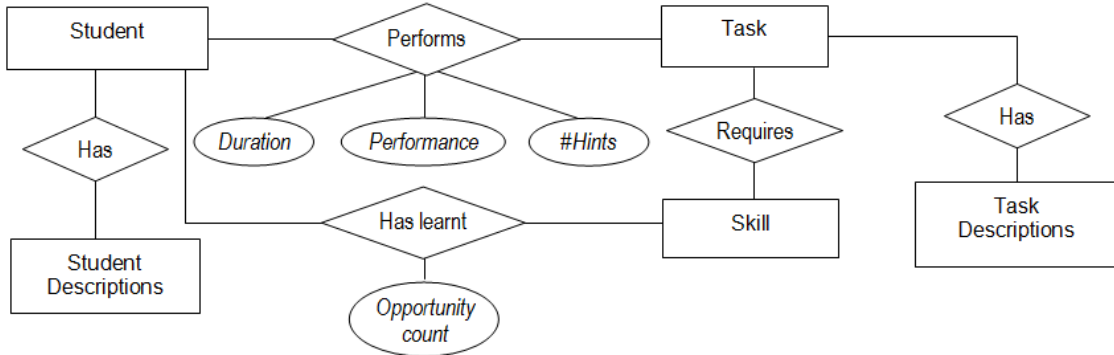 Student
Performs
Task
Duration
Performance
#Hints
Requires
Has
Has
Has learnt
Skill
Task
Descriptions
Student
Descriptions
Opportunity
count